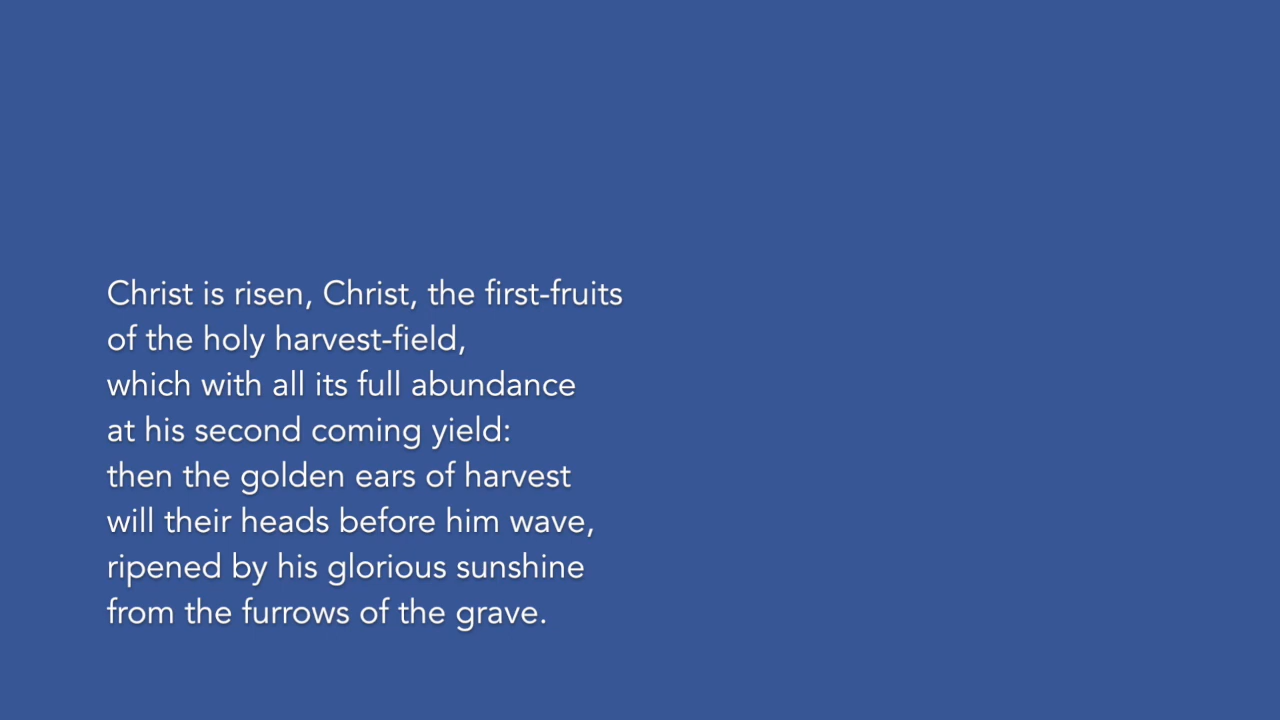 Christ is risen, Christ, the first-fruits
of the holy harvest-field,
which with all its full abundance
at his second coming yield:
then the golden ears of harvest
will their heads before him wave,
ripened by his glorious sunshine
from the furrows of the grave.